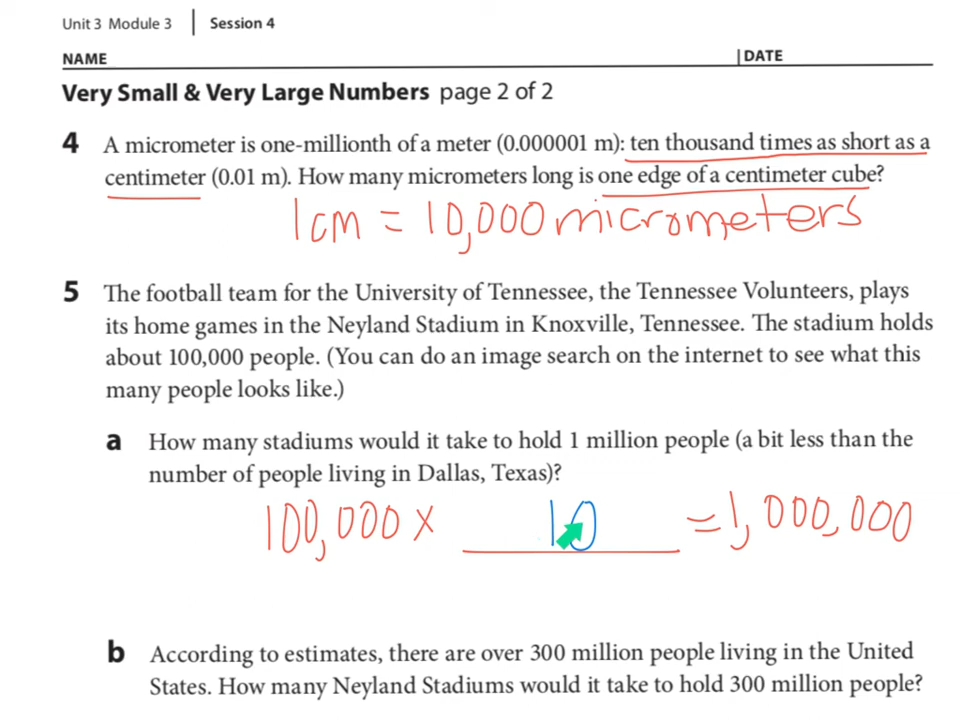 Unit 3 Module 3 | Session 4
NAME | DATE
Very Small & Very Large Numbers page 2 of 2
4 A micrometer is one-millionth of a meter (0.000001 m): ten thousand times as short as a
centimeter (0.01 m). How many micrometers long is one edge of a centimeter cube?
1cm = 10,000 micrometers
5 The football team for the University of Tennessee, the Tennessee Volunteers, plays
its home games in the Neyland Stadium in Knoxville, Tennessee. The stadium holds
about 100,000 people. (You can do an image search on the internet to see what this
many people looks like.)
a How many stadiums would it take to hold 1 million people (a bit less than the
number of people living in Dallas, Texas)?
100,000 x 10 = 1,000,000
b According to estimates, there are over 300 million people living in the United
States. How many Neyland Stadiums would it take to hold 300 million people?